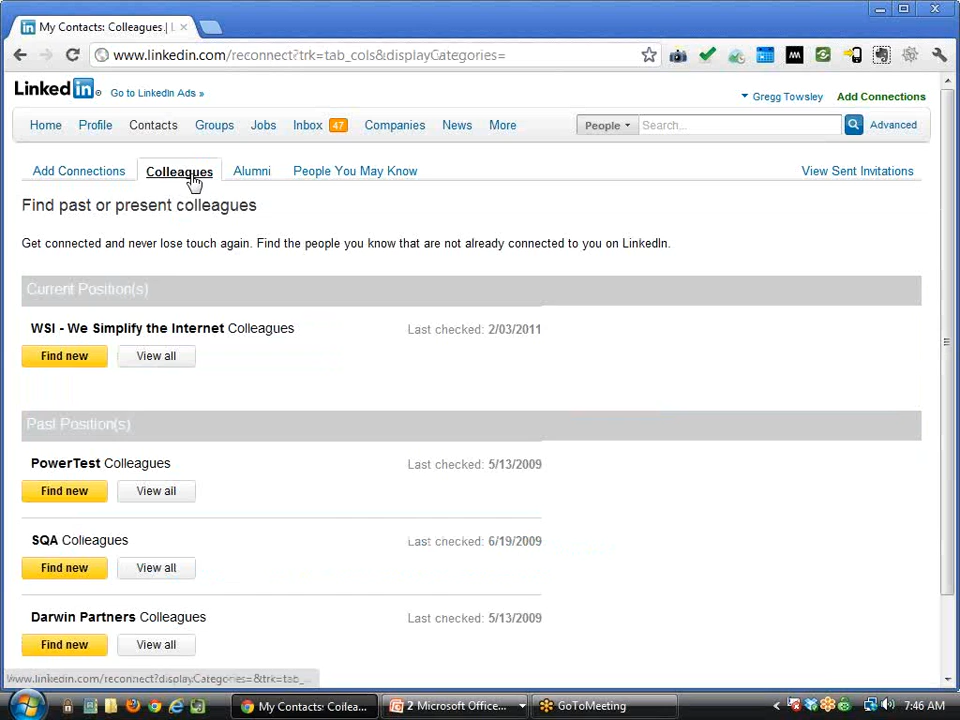 My Contacts: Colleagues | L
www.linkedin.com/reconnect?trk=tab_cols&displayCategories=
Linked in
Go to LinkedIn Ads »
Gregg Towsley
Add Connections
Home Profile Contacts Groups Jobs Inbox 47 Companies News More
People
Search...
Advanced
Add Connections Colleagues Alumni People You May Know
View Sent Invitations
Find past or present colleagues
Get connected and never lose touch again. Find the people you know that are not already connected to you on LinkedIn.
Current Position(s)
WSI - We Simplify the Internet Colleagues
Last checked: 2/03/2011
Find new View all
Past Position(s)
PowerTest Colleagues
Last checked: 5/13/2009
Find new View all
SQA Colleagues
Last checked: 6/19/2009
Find new View all
Darwin Partners Colleagues
Last checked: 5/13/2009
Find new View all
www.linkedin.com/reconnect?displayCategories=&trk=tab_...
My Contacts: Collea...
2 Microsoft Office...
GoToMeeting
7:46 AM